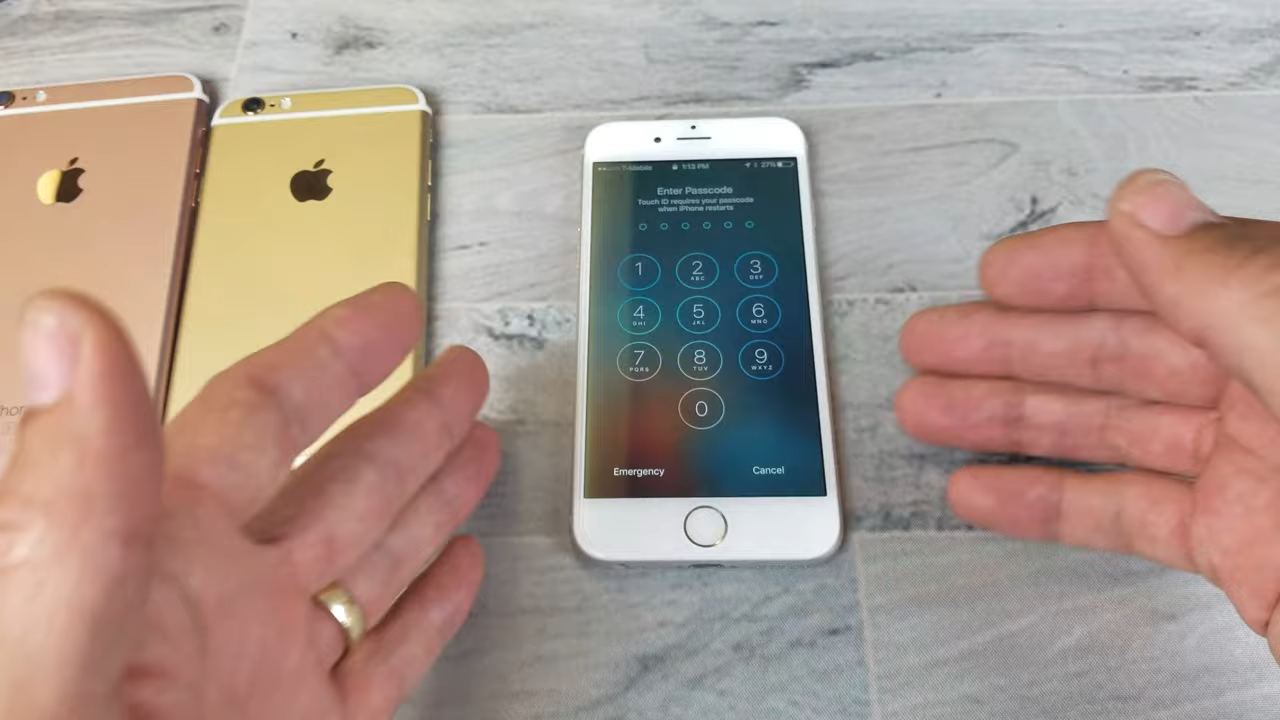 T-Mobile 1:13 PM 27%
Enter Passcode
Touch ID requires your passcode
when iPhone restarts
1 2 3
ABC DEF
4 5 6
GHI JKL MNO
7 8 9
PQRS TUV WXYZ
0
Emergency Cancel